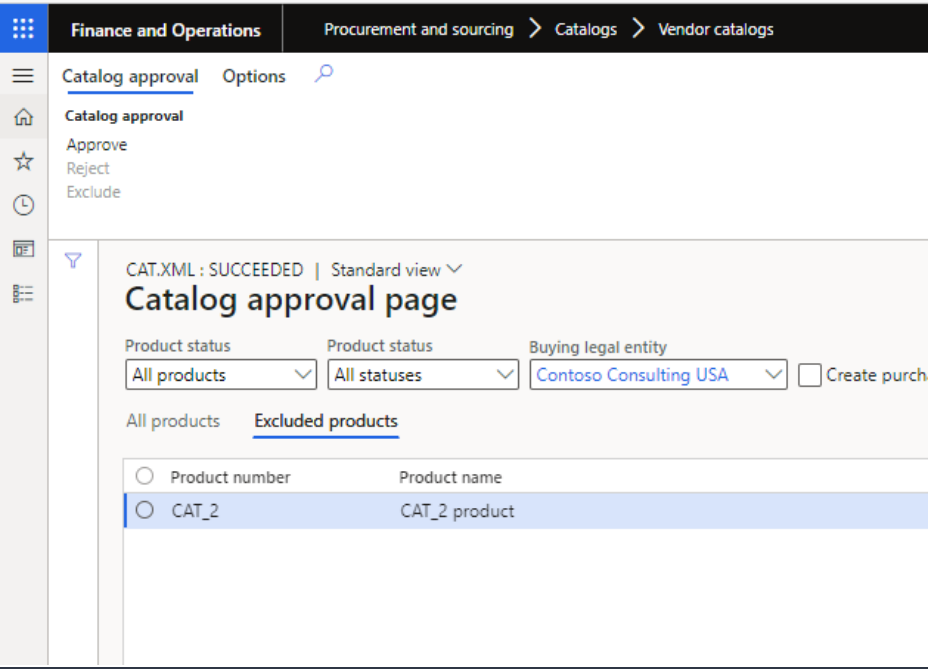 Finance and Operations
Procurement and sourcing > Catalogs > Vendor catalogs
Catalog approval Options
Catalog approval
Approve
Reject
Exclude
CAT.XML : SUCCEEDED | Standard view
Catalog approval page
Product status Product status Buying legal entity
All products All statuses Contoso Consulting USA Create purch
All products Excluded products
Product number Product name
CAT_2 CAT_2 product